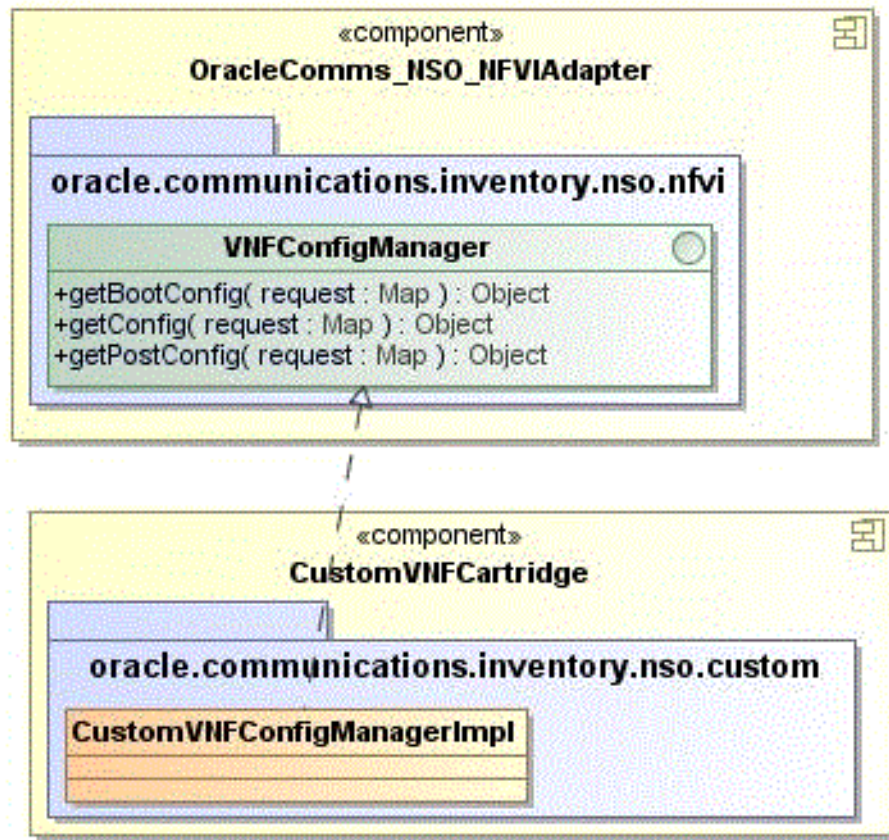 «component»
OracleComms_NSO_NFVIAdapter
oracle.communications.inventory.nso.nfvi
VNFConfigManager
+getBootConfig( request : Map ) : Object
+getConfig( request : Map ) : Object
+getPostConfig( request : Map ) : Object
«component»
CustomVNFCartridge
oracle.communications.inventory.nso.custom
CustomVNFConfigManagerImpl